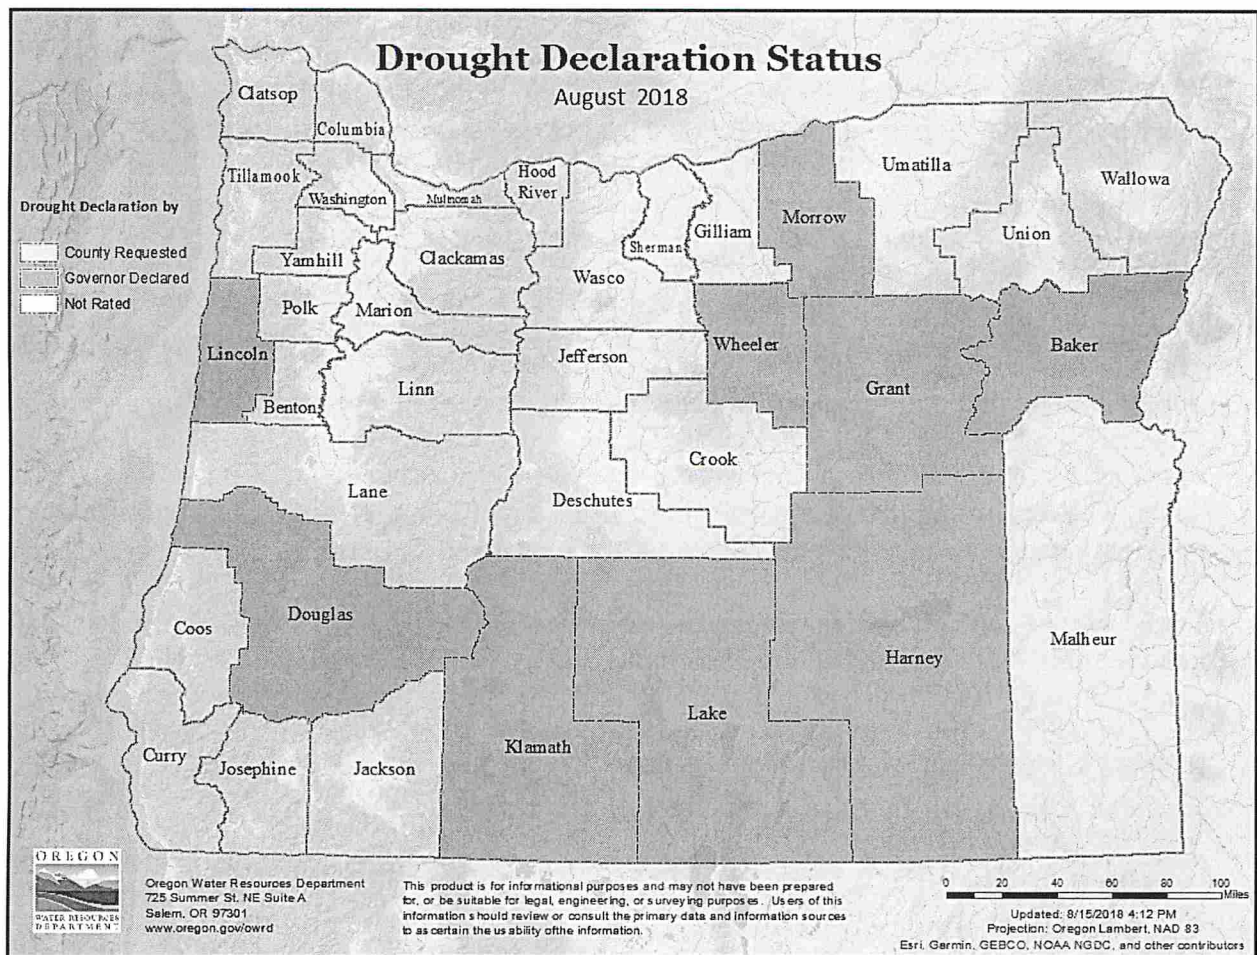 Drought Declaration Status
August 2018
Clatsop
Columbia
Tillamook
Washington
Multnomah
Hood
River
Umatilla
Wallowa
Morrow
Union
Gilliam
Sherman
Wasco
Yamhill
Clackamas
Polk
Marion
Lincoln
Jefferson
Wheeler
Baker
Grant
Linn
Benton
Crook
Lane
Deschutes
Douglas
Coos
Malheur
Harney
Lake
Klamath
Curry
Josephine
Jackson
Drought Declaration by
County Requested
Governor Declared
Not Rated
OREGON
WATER RESOURCES
DEPARTMENT
Oregon Water Resources Department
725 Summer St. NE Suite A
Salem, OR 97301
www.oregon.gov/owrd
This product is for informational purposes and may not have been prepared
for, or be suitable for legal, engineering, or surveying purposes. Users of this
information should review or consult the primary data and information sources
to ascertain the usability of the information.
0 20 40 60 80 100
Miles
Updated: 8/15/2018 4:12 PM
Projection: Oregon Lambert, NAD 83
Esri, Garmin, GEBCO, NOAA NGDC, and other contributors